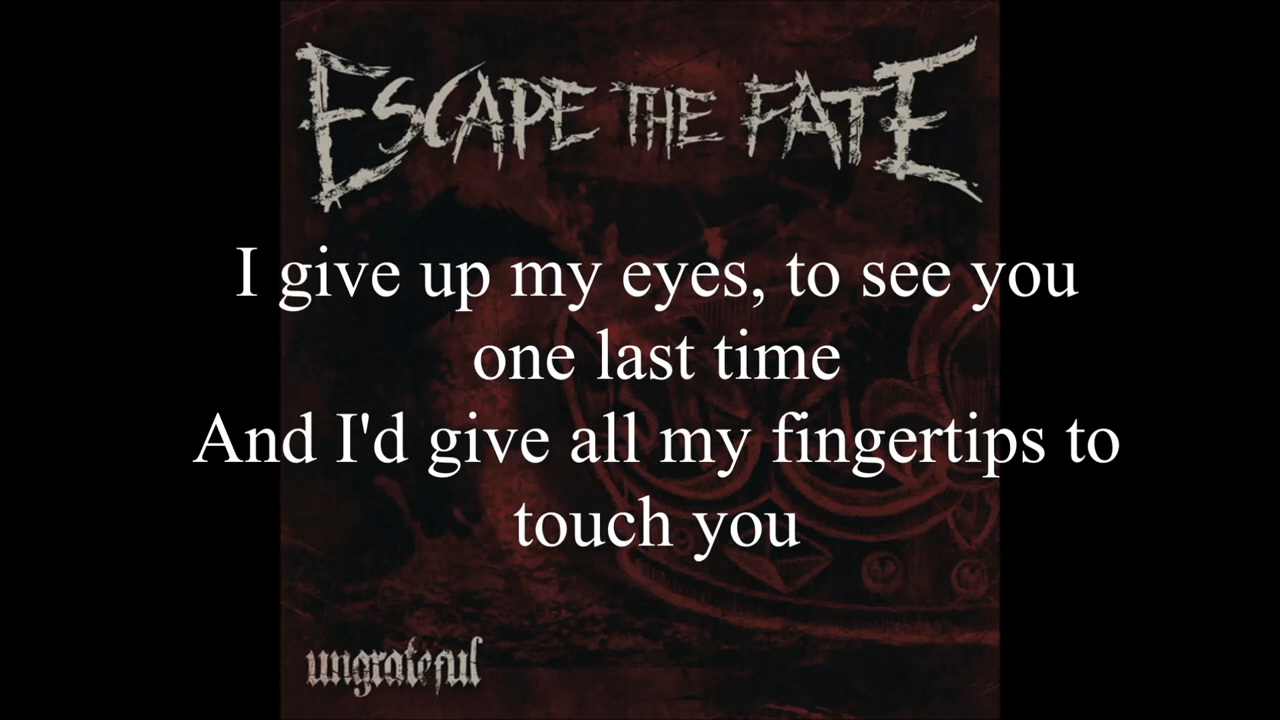 ESCAPE THE FATE
I give up my eyes, to see you
one last time
And I'd give all my fingertips to
touch you
ungrateful